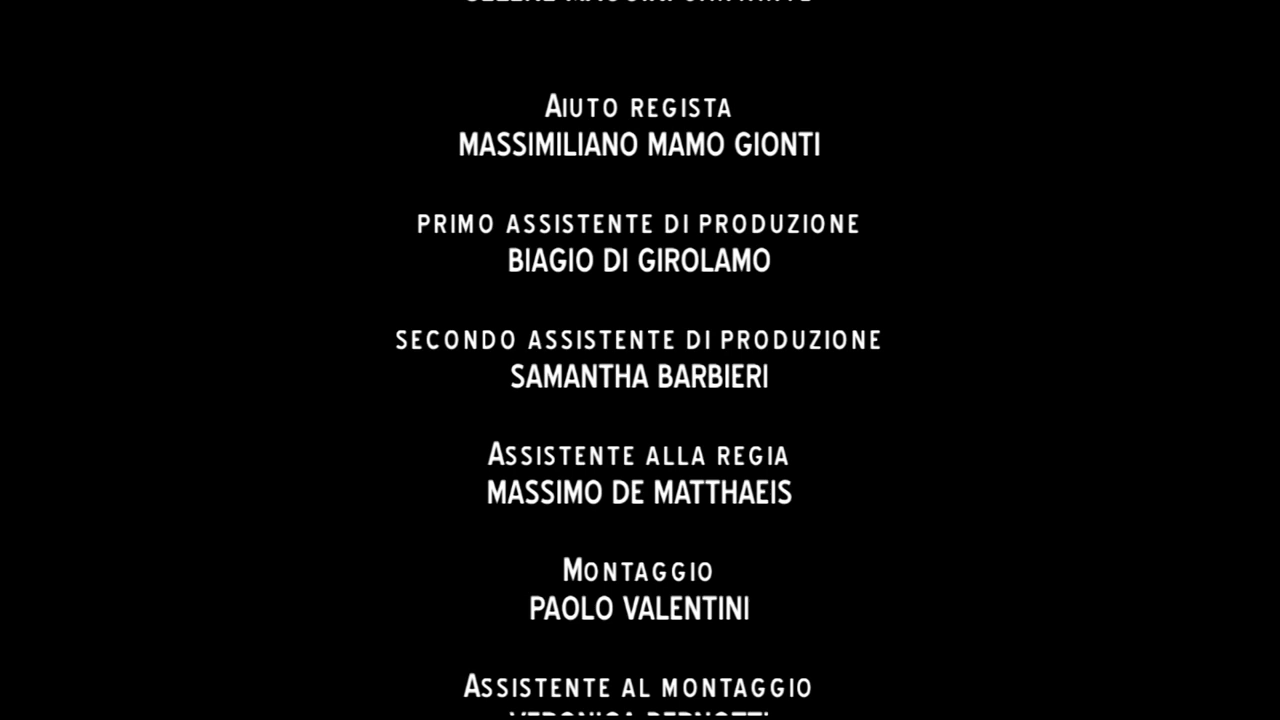 Aiuto regista
MASSIMILIANO MAMO GIONTI
PRIMO ASSISTENTE DI PRODUZIONE
BIAGIO DI GIROLAMO
SECONDO ASSISTENTE DI PRODUZIONE
SAMANTHA BARBIERI
Assistente alla regia
MASSIMO DE MATTHAEIS
Montaggio
PAOLO VALENTINI
Assistente al montaggio